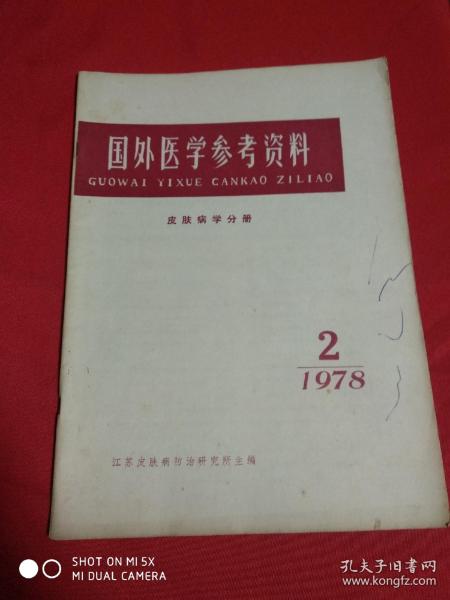 国外医学参考资料
GUOWAI YIXUE CANKAO ZILIAO
皮肤病学分册
2
1978
江苏皮肤病防治研究所主编
SHOT ON MI 5X
MI DUAL CAMERA
孔夫子旧书网
www.kongfz.com